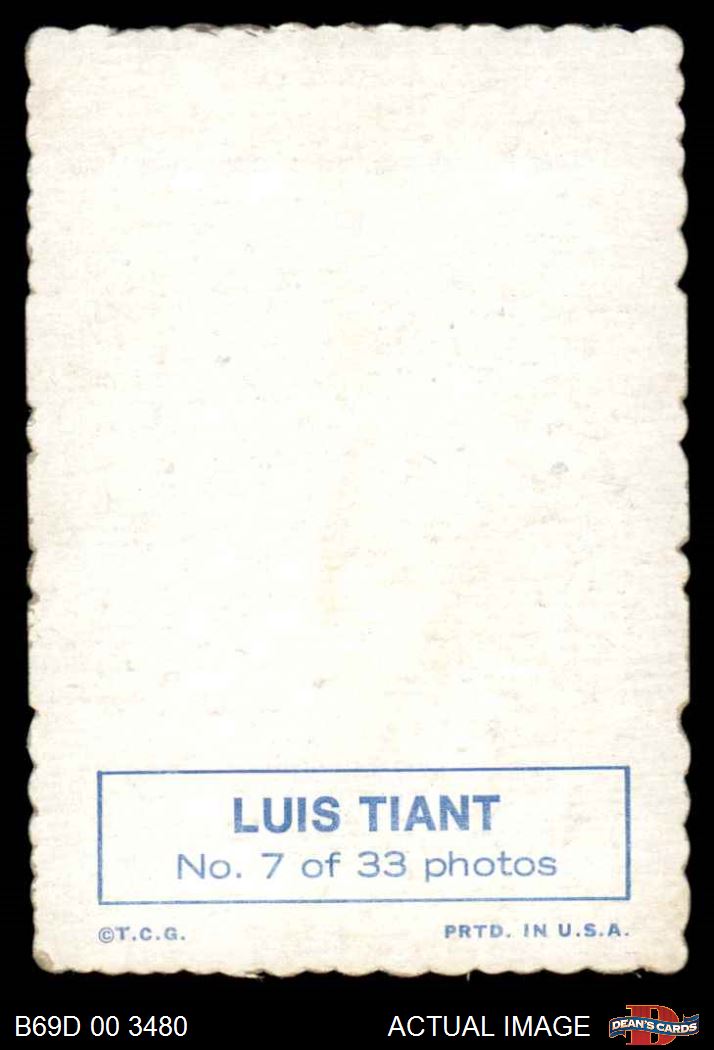 LUIS TIANT
No. 7 of 33 photos
©T.C.G.
PRTD. IN U.S.A.
B69D 00 3480
ACTUAL IMAGE
DEAN'S CARDS